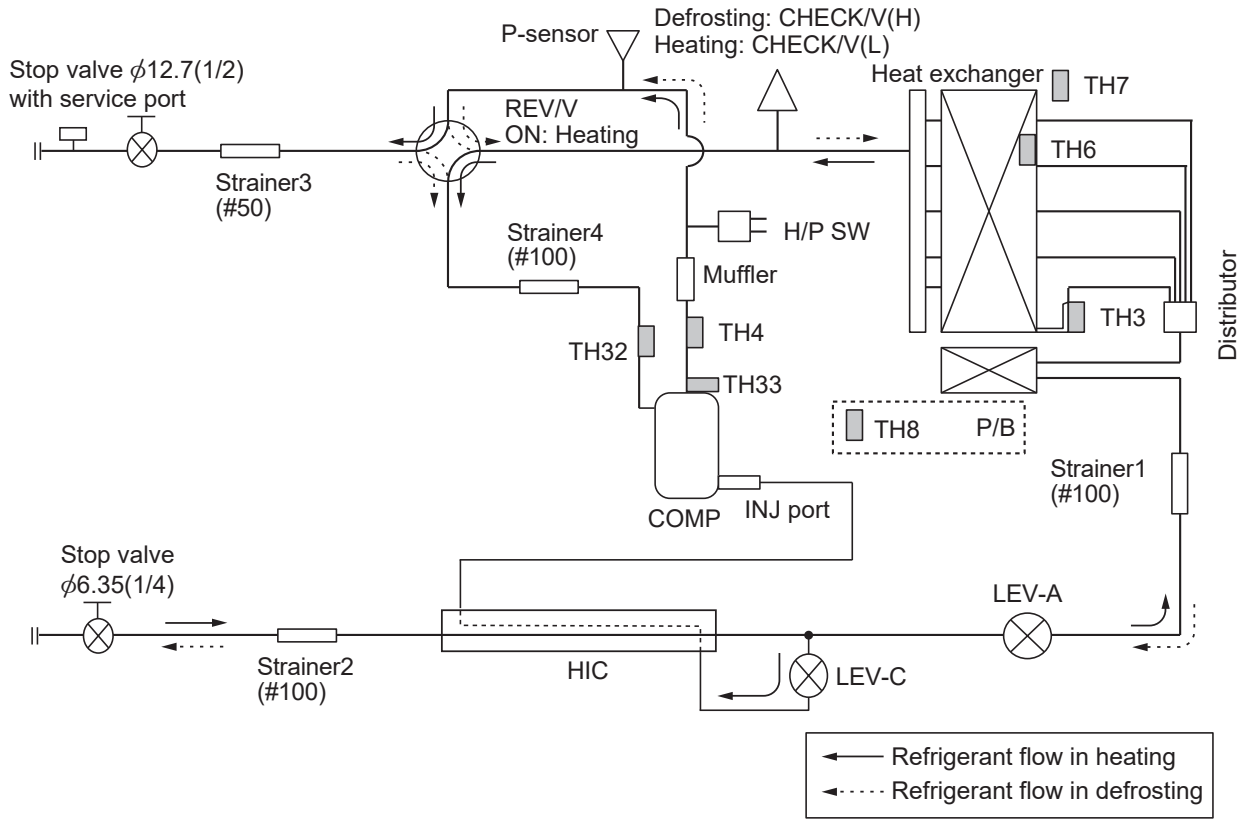 Defrosting: CHECK/V(H)
Heating: CHECK/V(L)
P-sensor
Stop valve ϕ12.7(1/2)
with service port
Heat exchanger
TH7
REV/V
ON: Heating
TH6
Strainer3
(#50)
Strainer4
(#100)
H/P SW
Muffler
Distributor
TH3
TH4
TH32
TH33
TH8
P/B
Strainer1
(#100)
INJ port
COMP
Stop valve
ϕ6.35(1/4)
LEV-A
Strainer2
(#100)
HIC
LEV-C
Refrigerant flow in heating
Refrigerant flow in defrosting